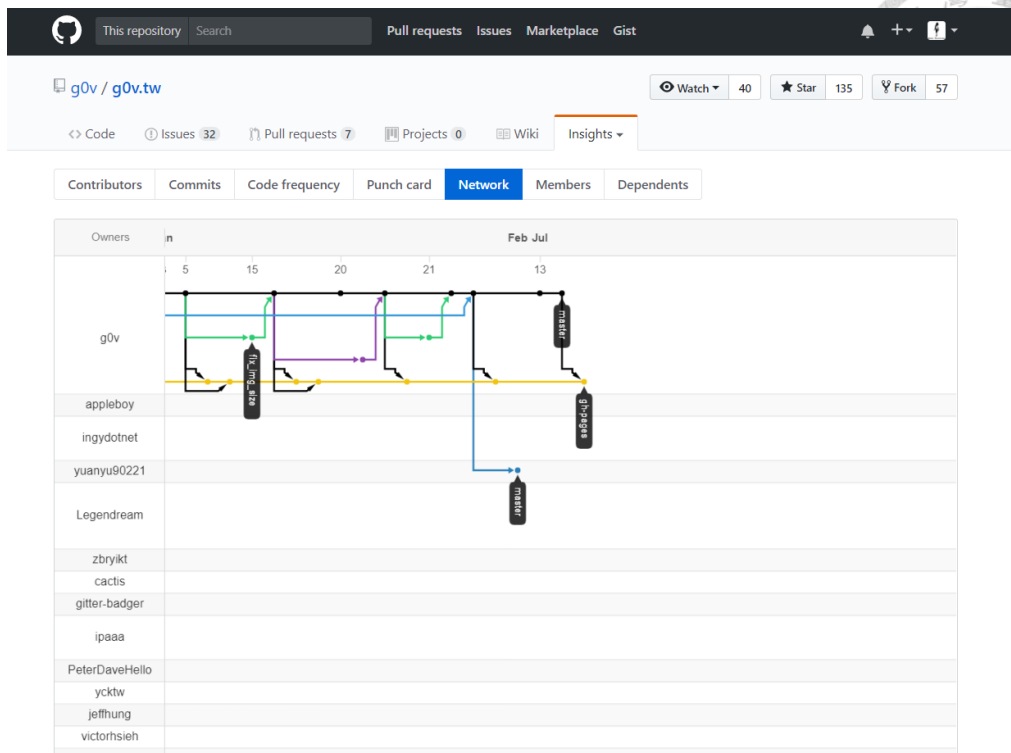 This repository Search Pull requests Issues Marketplace Gist
g0v / g0v.tw Watch 40 Star 135 Fork 57
Code Issues 32 Pull requests 7 Projects 0 Wiki Insights
Contributors Commits Code frequency Punch card Network Members Dependents
Owners Feb Jul
5 15 20 21 13
g0v
master
fix_img_size
gh-pages
appleboy
ingydotnet
yuanyu90221
master
Legendream
zbryikt
cactis
gitter-badger
ipaaa
PeterDaveHello
ycktw
jeffhung
victorhsieh